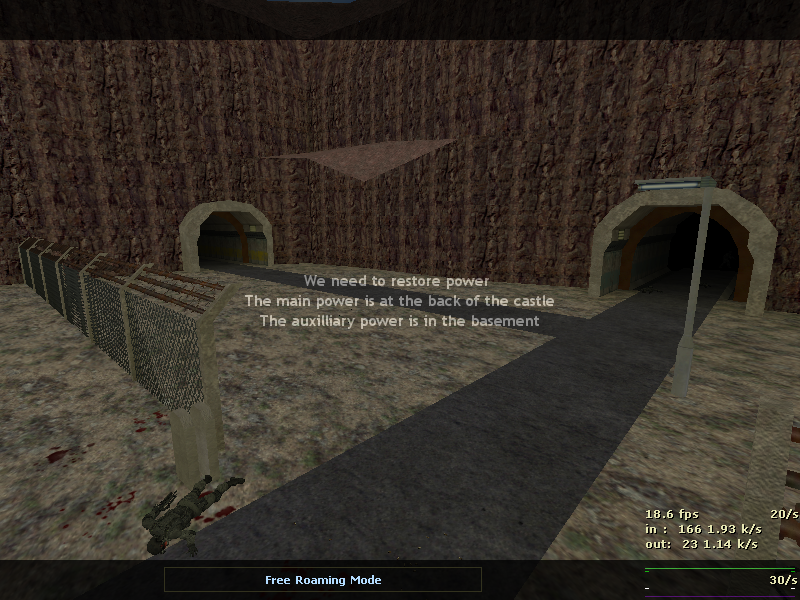 We need to restore power
The main power is at the back of the castle
The auxilliary power is in the basement
18.6 fps 20/s
in : 166 1.93 k/s
out: 23 1.14 k/s
Free Roaming Mode 30/s